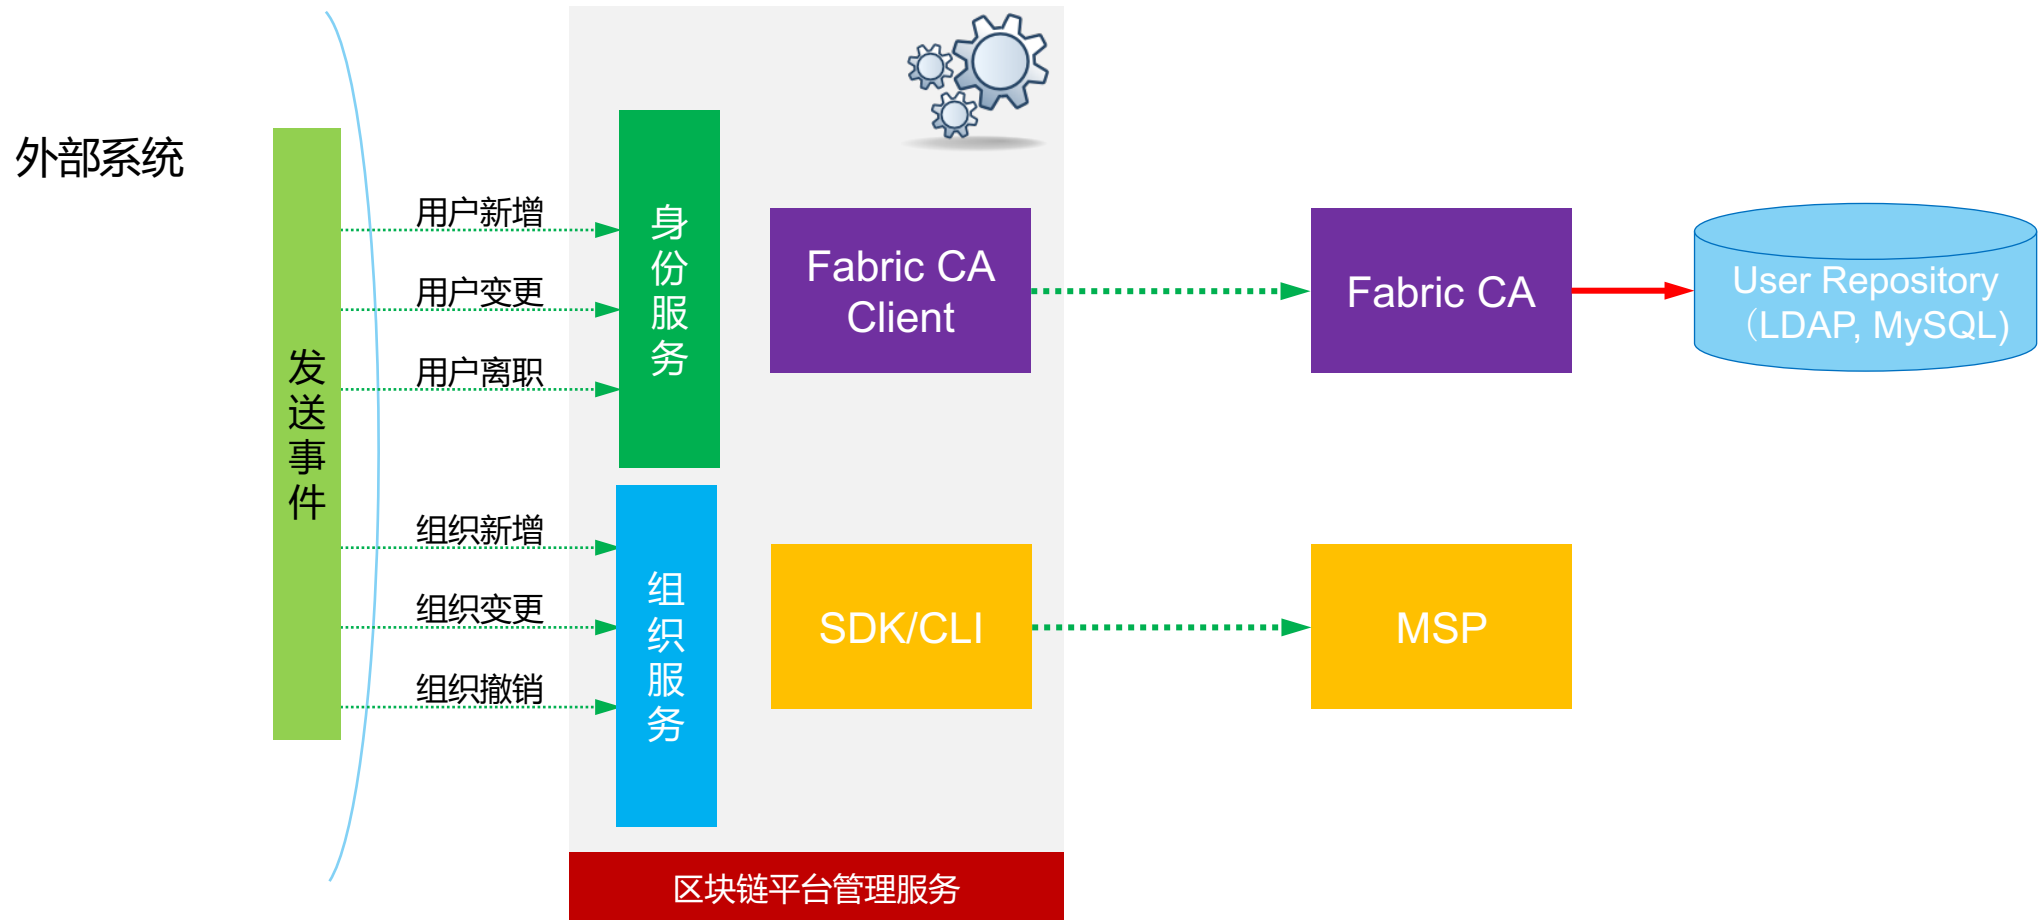 外部系统
发送事件
用户新增
用户变更
用户离职
组织新增
组织变更
组织撤销
身份服务
组织服务
Fabric CA
Client
SDK/CLI
Fabric CA
MSP
User Repository
（LDAP, MySQL)
区块链平台管理服务